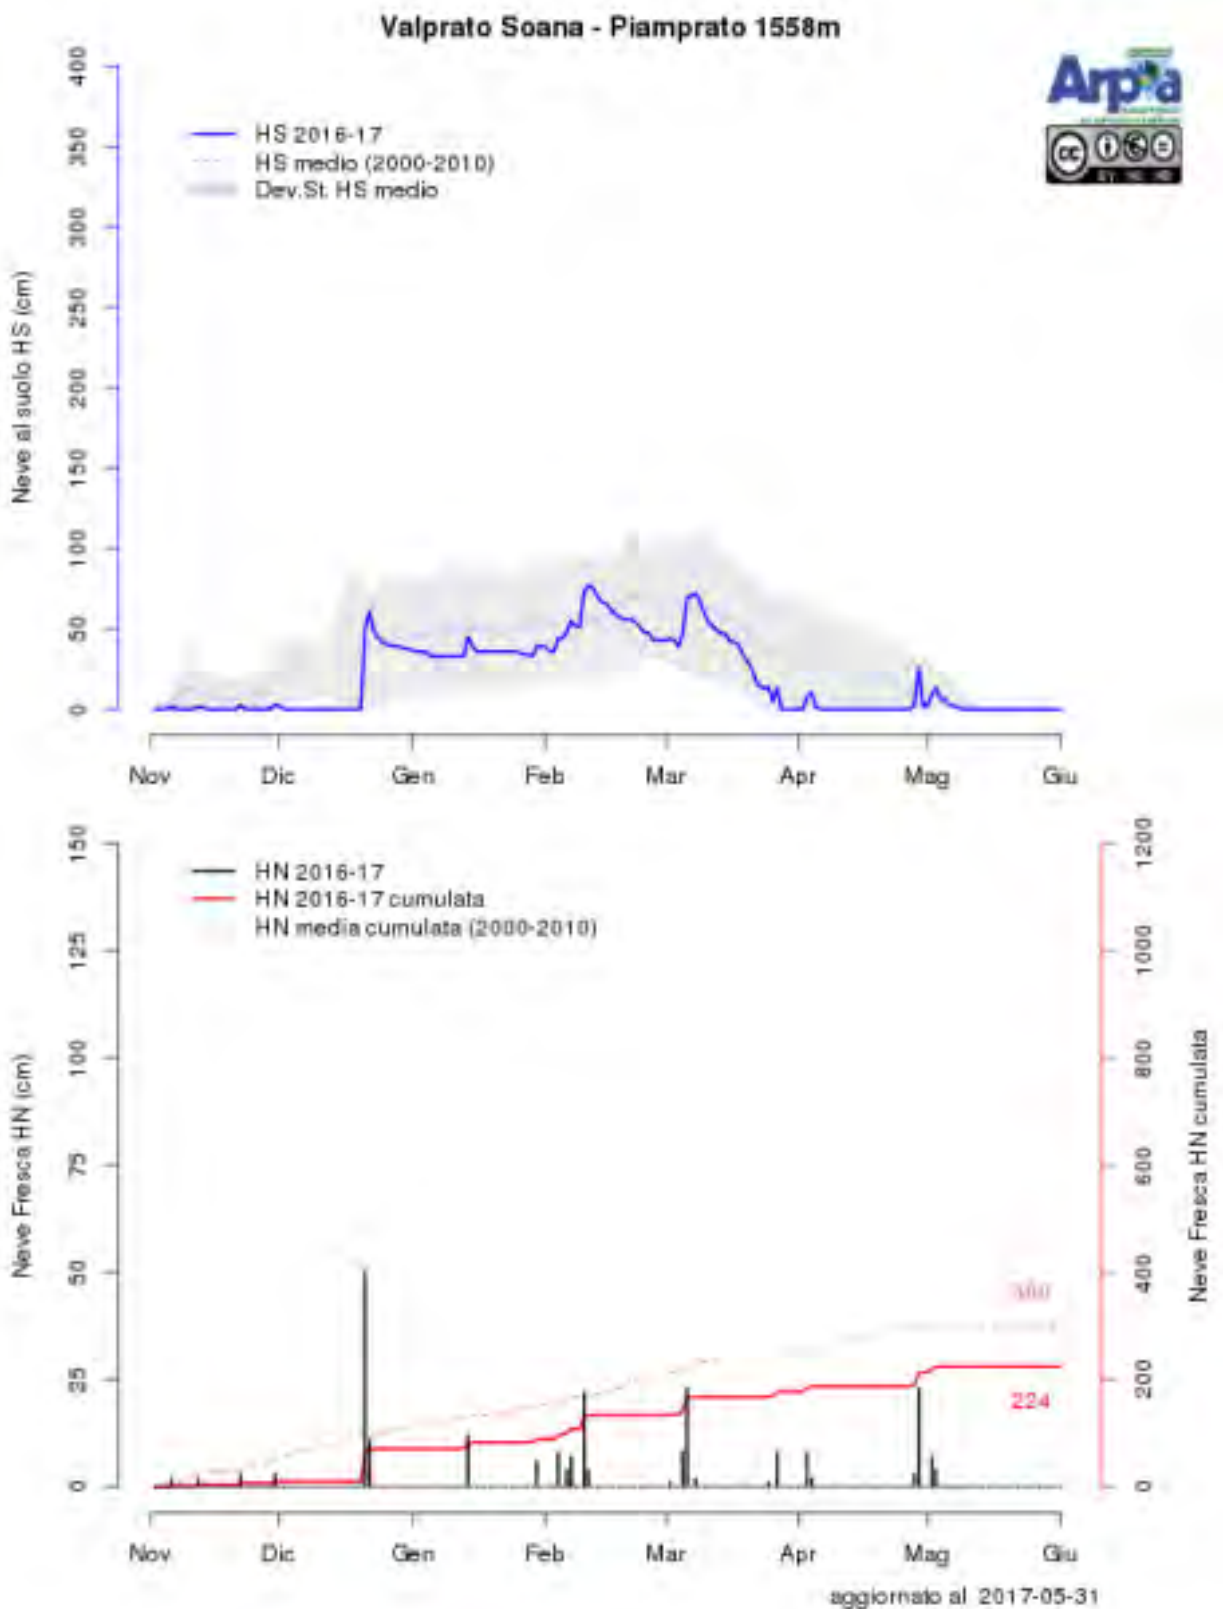 Valprato Soana - Piamprato 1558m
Arpa
cc
HS 2016-17
HS medio (2000-2010)
Dev.St. HS medio
Neve al suolo HS (cm)
400
350
300
250
200
150
100
50
0
Nov Dic Gen Feb Mar Apr Mag Giu
HN 2016-17
HN 2016-17 cumulata
HN media cumulata (2000-2010)
Neve Fresca HN (cm)
150
125
100
75
50
25
0
Neve Fresca HN cumulata
1200
1000
800
600
400
200
0
224
Nov Dic Gen Feb Mar Apr Mag Giu
aggiornato al 2017-05-31